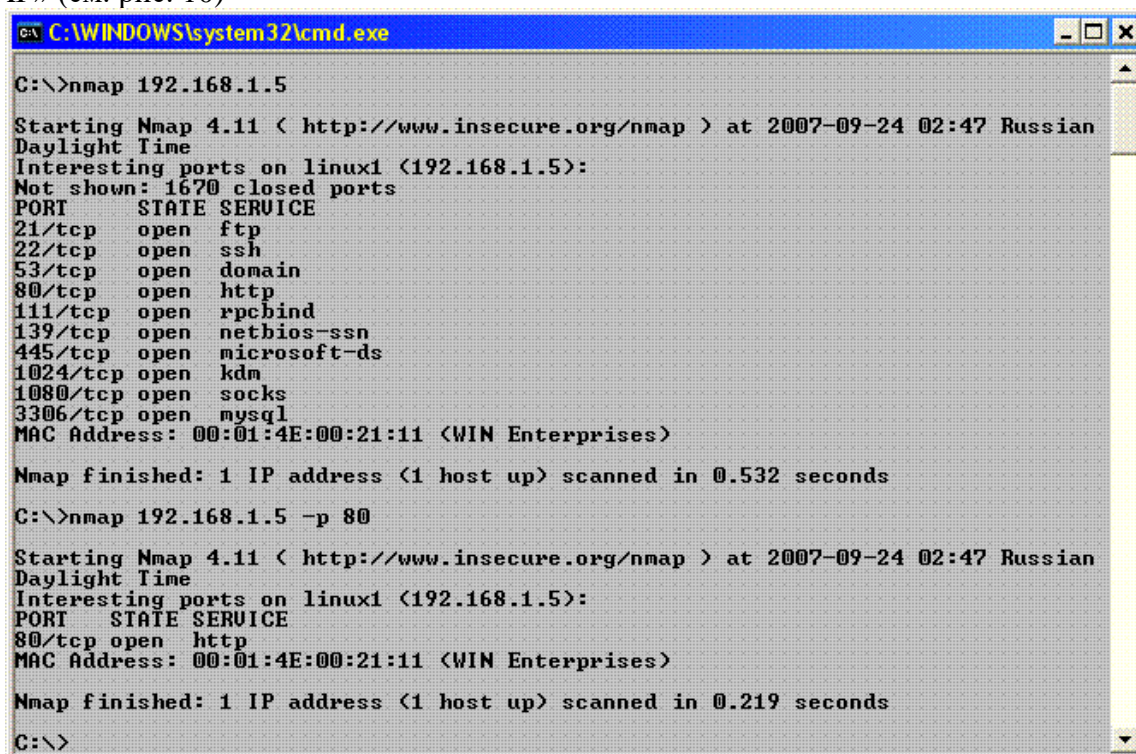 (см. рис. 16)
C:\WINDOWS\system32\cmd.exe
C:\>nmap 192.168.1.5
Starting Nmap 4.11 ( http://www.insecure.org/nmap ) at 2007-09-24 02:47 Russian
Daylight Time
Interesting ports on linux1 (192.168.1.5):
Not shown: 1670 closed ports
PORT STATE SERVICE
21/tcp open ftp
22/tcp open ssh
53/tcp open domain
80/tcp open http
111/tcp open rpcbind
139/tcp open netbios-ssn
445/tcp open microsoft-ds
1024/tcp open kdm
1080/tcp open socks
3306/tcp open mysql
MAC Address: 00:01:4E:00:21:11 (WIN Enterprises)
Nmap finished: 1 IP address (1 host up) scanned in 0.532 seconds
C:\>nmap 192.168.1.5 -p 80
Starting Nmap 4.11 ( http://www.insecure.org/nmap ) at 2007-09-24 02:47 Russian
Daylight Time
Interesting ports on linux1 (192.168.1.5):
PORT STATE SERVICE
80/tcp open http
MAC Address: 00:01:4E:00:21:11 (WIN Enterprises)
Nmap finished: 1 IP address (1 host up) scanned in 0.219 seconds
C:\>